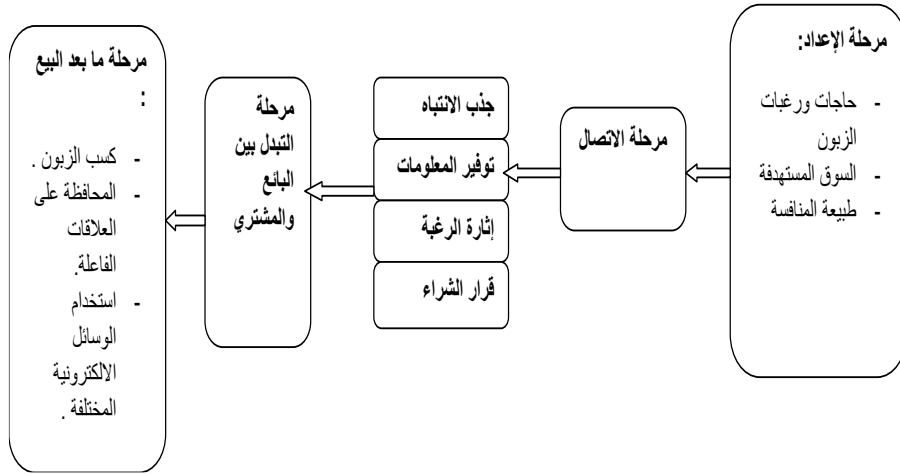 مرحلة الإعداد:
- حاجات ورغبات
الزبون
- السوق المستهدفة
- طبيعة المنافسة
مرحلة الاتصال
جذب الانتباه
توفير المعلومات
إثارة الرغبة
قرار الشراء
مرحلة
التبدل بين
البائع
والمشتري
مرحلة ما بعد البيع
:
- كسب الزبون .
- المحافظة على
العلاقات
الفاعلة.
- استخدام
الوسائل
الالكترونية
المختلفة .